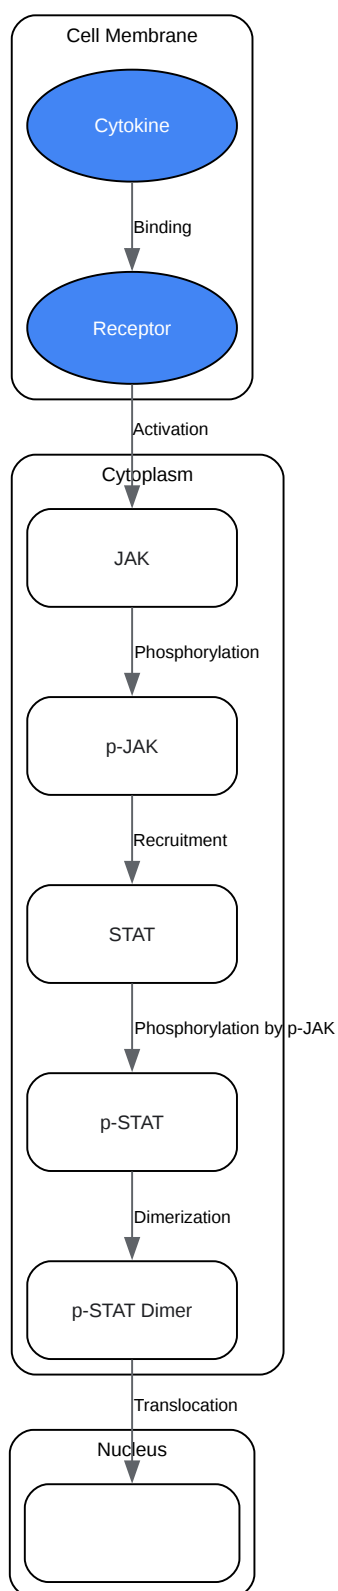 Cell Membrane
Cytokine
Binding
Receptor
Activation
Cytoplasm
JAK
Phosphorylation
p-JAK
Recruitment
STAT
Phosphorylation by p-JAK
p-STAT
Dimerization
p-STAT Dimer
Translocation
Nucleus